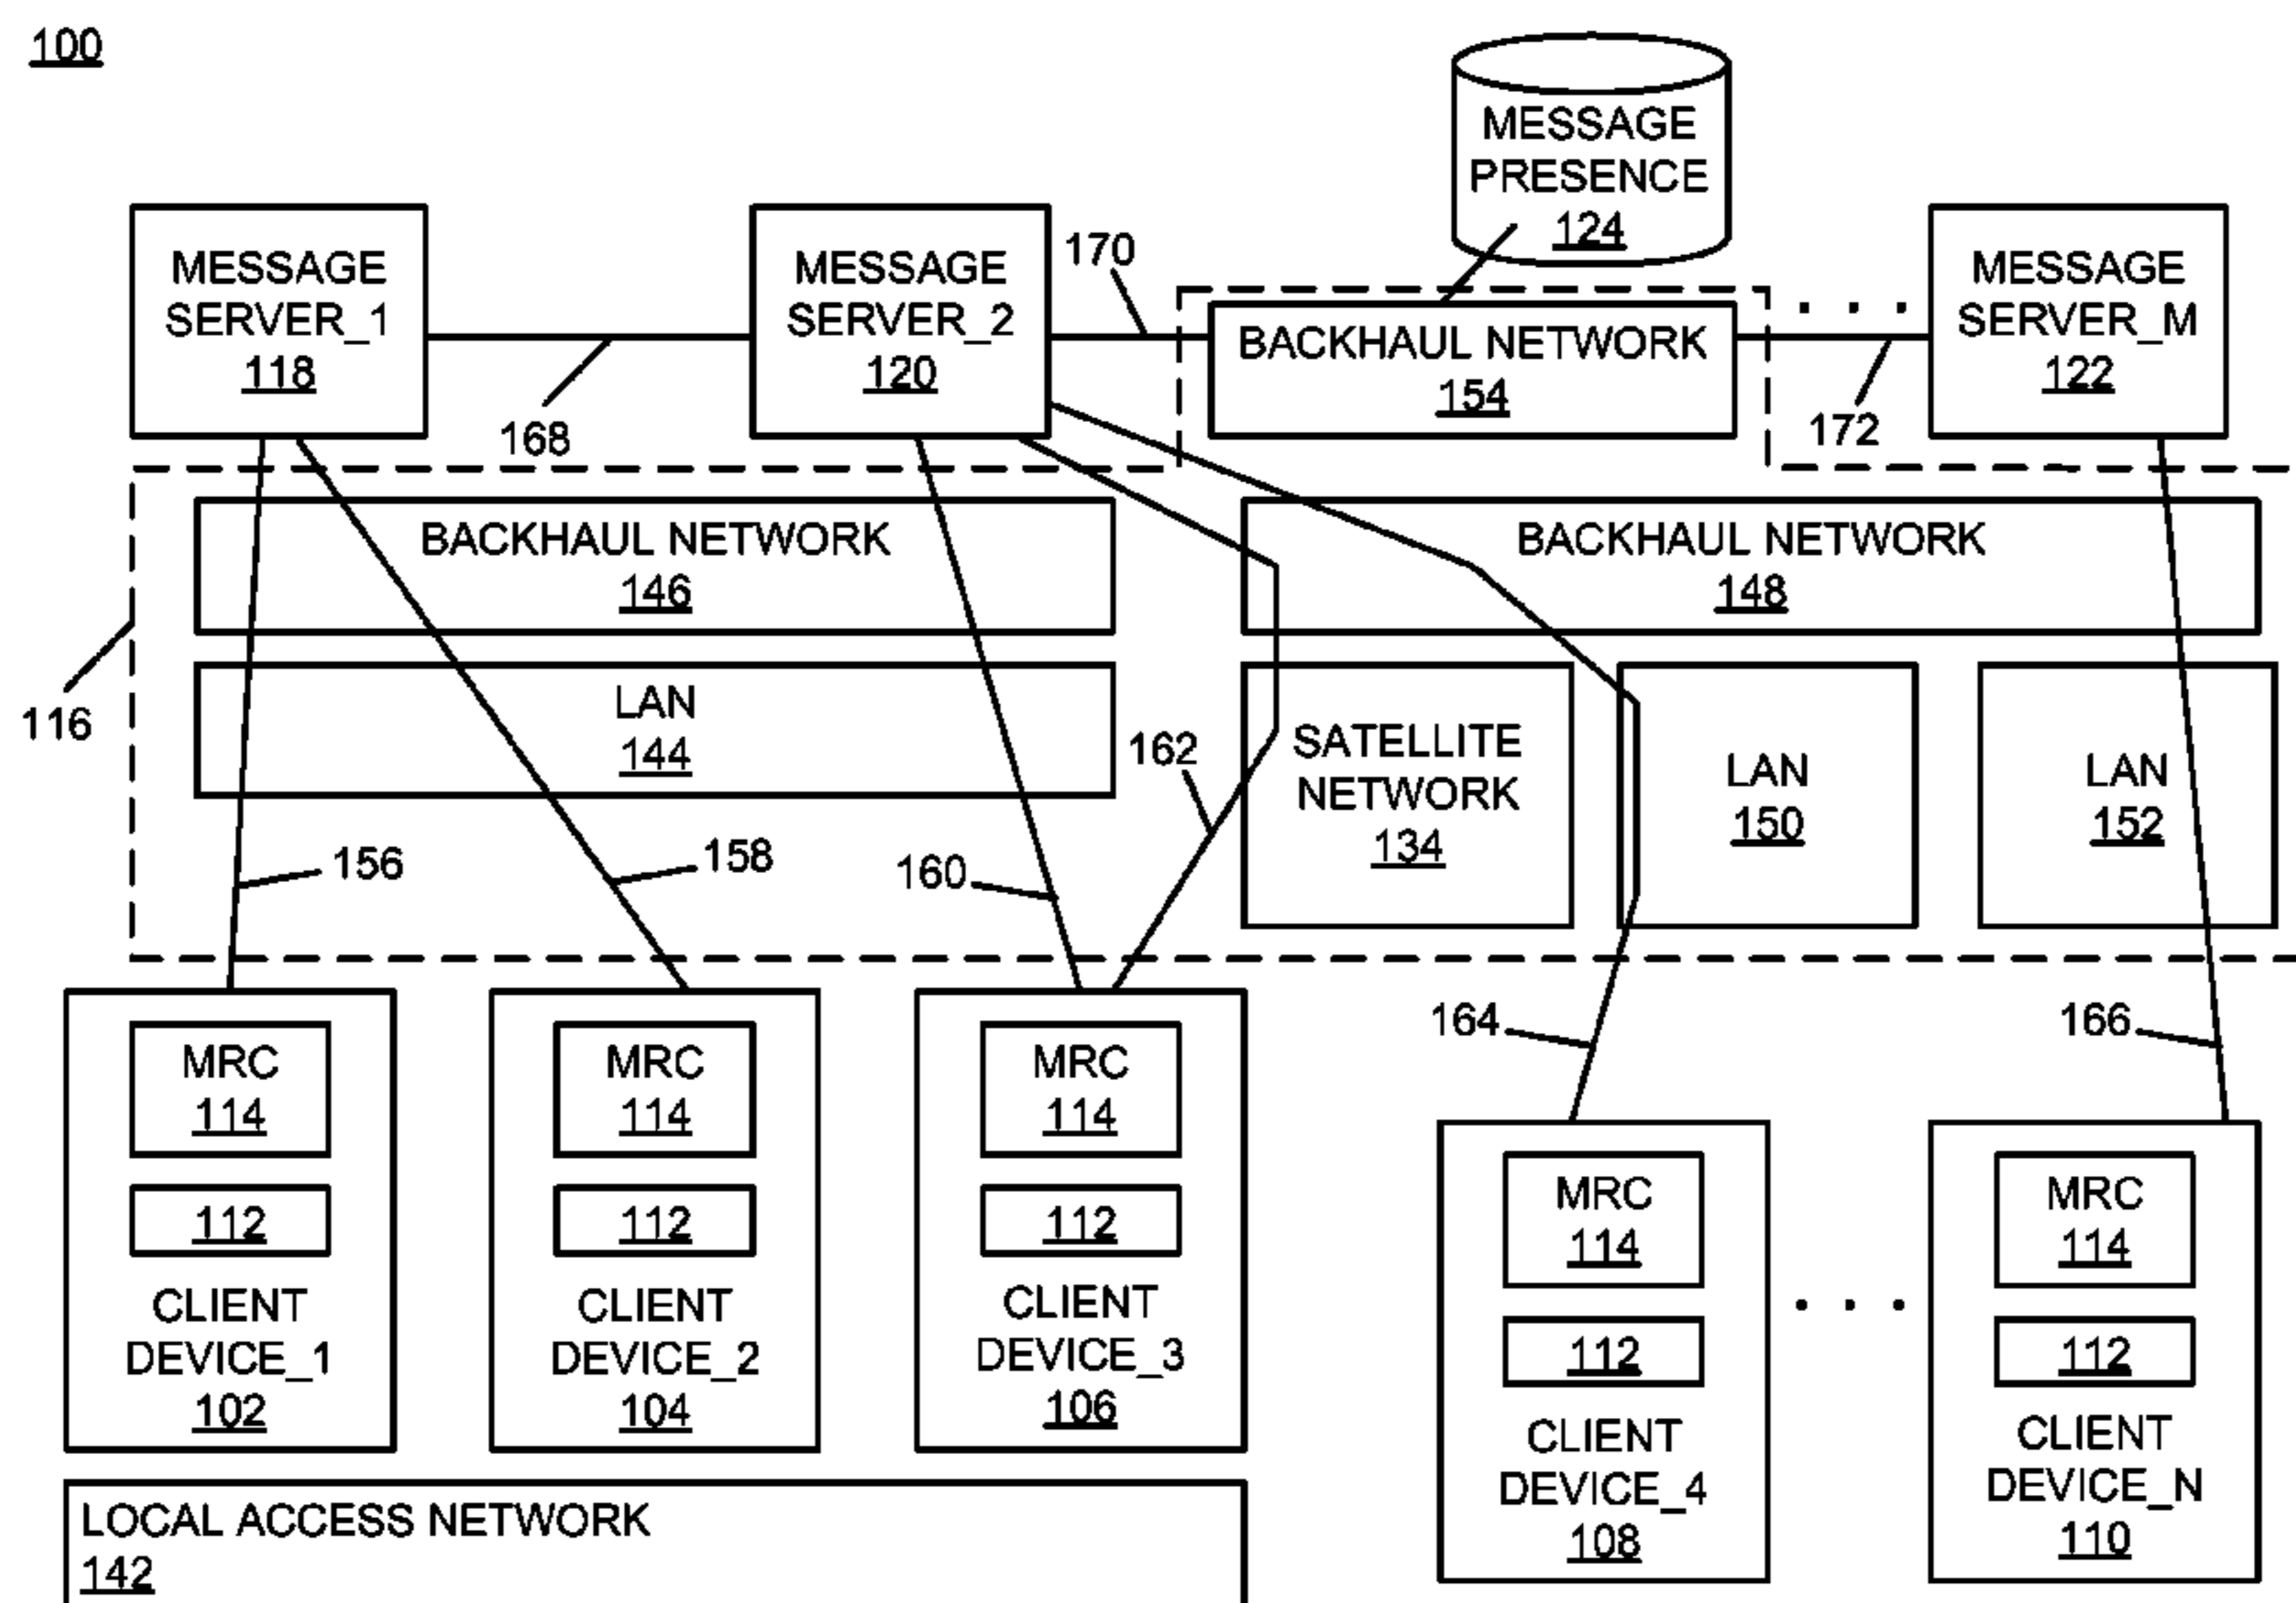 100
MESSAGE
PRESENCE
124
MESSAGE
SERVER_1
118
MESSAGE
SERVER_2
120
170
BACKHAUL NETWORK
154
. . .
MESSAGE
SERVER_M
122
168
172
BACKHAUL NETWORK
146
BACKHAUL NETWORK
148
116
LAN
144
162
SATELLITE
NETWORK
134
LAN
150
LAN
152
156
158
160
164
166
MRC
114
112
CLIENT
DEVICE_1
102
MRC
114
112
CLIENT
DEVICE_2
104
MRC
114
112
CLIENT
DEVICE_3
106
MRC
114
112
CLIENT
DEVICE_4
108
. . .
MRC
114
112
CLIENT
DEVICE_N
110
LOCAL ACCESS NETWORK
142